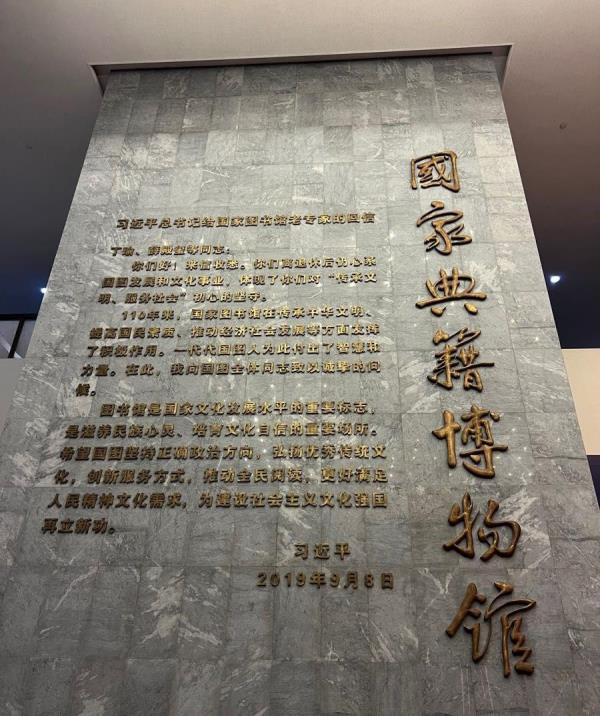 習近平总书记给国家图书馆老专家的回信
丁瑜、薛殿玺等同志：
你们好！来信收悉。你们离退休后仍心系
国图发展和文化事业，体现了你们对“传承文
明、服务社会”初心的坚守。
110年来，国家图书馆在传承中华文明、
提高国民素质、推动经济社会发展等方面发挥
了积极作用。一代代国图人为此付出了智慧和
力量。在此，我向国图全体同志致以诚挚的问
候。
图书馆是国家文化发展水平的重要标志，
是滋养民族心灵、培育文化自信的重要场所。
希望国图坚持正确政治方向，弘扬优秀传统文
化，创新服务方式，推动全民阅读，更好满足
人民精神文化需求，为建设社会主义文化强国
再立新功。
习近平
2019年9月8日
國家典籍博物館